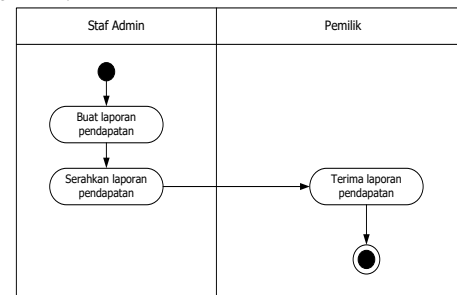 Staf Admin
Pemilik
Buat laporan
pendapatan
Serahkan laporan
pendapatan
Terima laporan
pendapatan